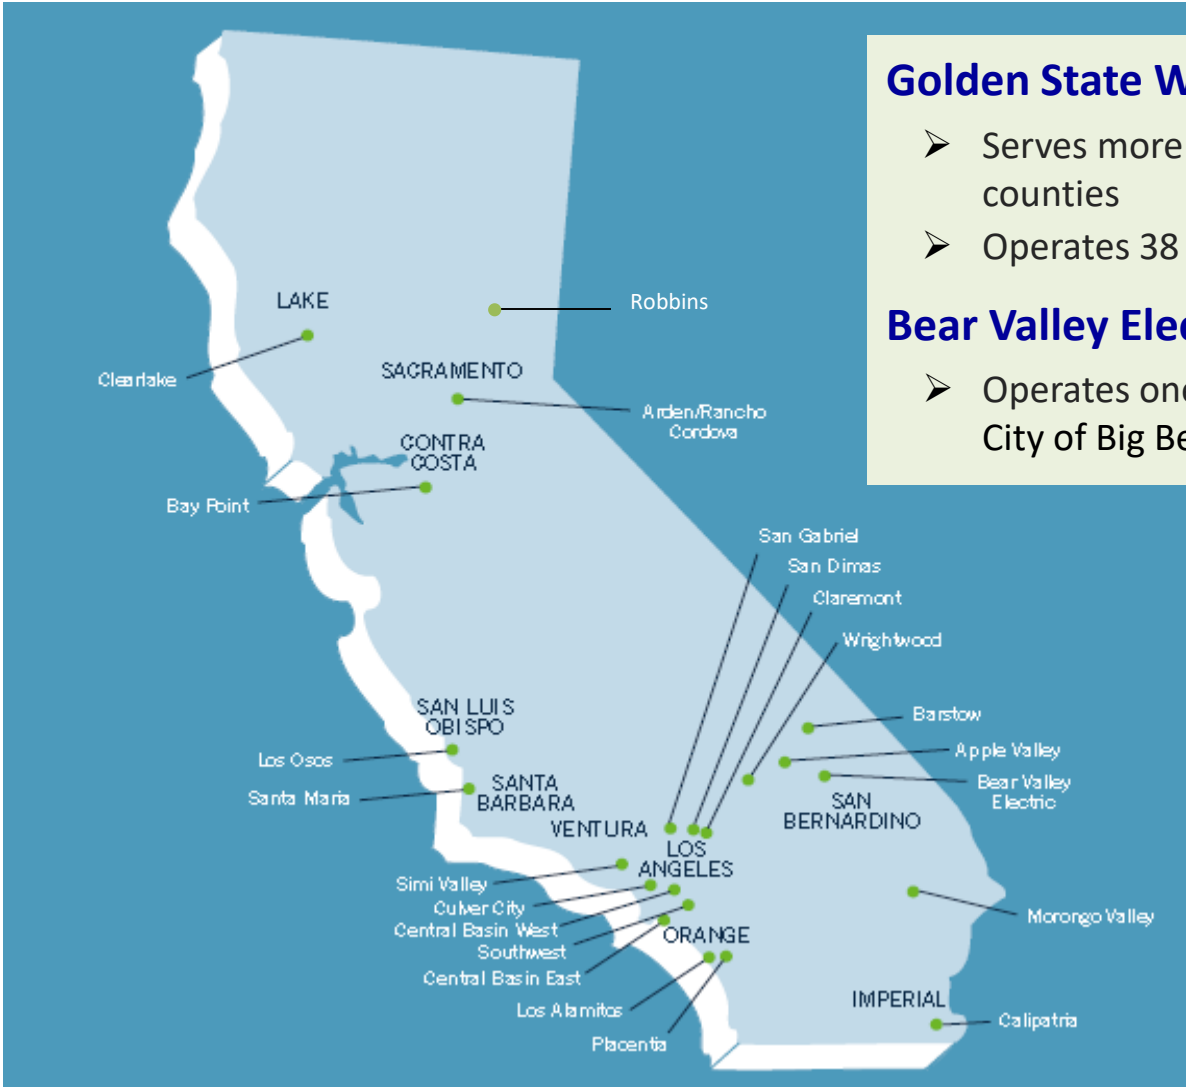 Golden State W
➢ Serves more
counties
➢ Operates 38
Bear Valley Elec
➢ Operates one
City of Big Be
LAKE
Robbins
Clearlake
SACRAMENTO
Arden/Rancho
Cordova
CONTRA
COSTA
Bay Point
San Gabriel
San Dimas
Claremont
Wrightwood
SAN LUIS
OBISPO
Los Osos
Barstow
Apple Valley
Santa Maria
SANTA
BARBARA
Bear Valley
Electric
SAN
BERNARDINO
VENTURA
LOS
ANGELES
Simi Valley
Culver City
Central Basin West
Southwest
Central Basin East
Morongo Valley
ORANGE
Los Alamitos
Placentia
IMPERIAL
Calipatria